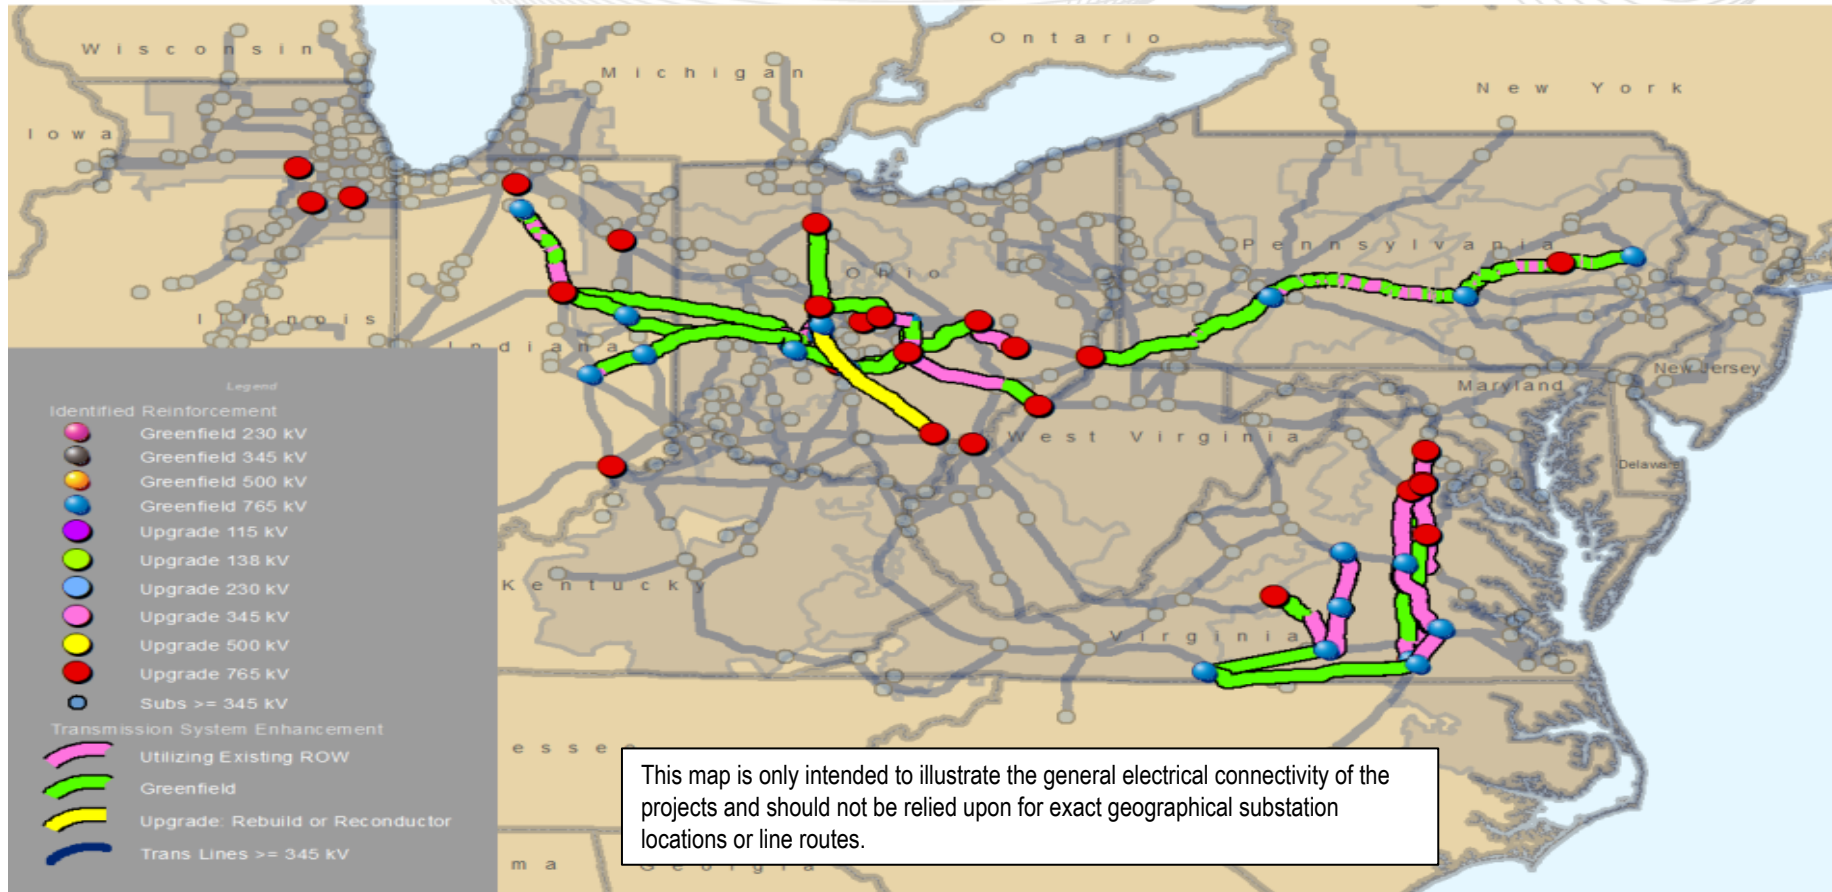 Wisconsin
Michigan
Ontario
New York
Iowa
Pennsylvania
Ohio
Illinois
Indiana
New Jersey
Maryland
West Virginia
Delaware
Kentucky
Virginia
Legend
Identified Reinforcement
Greenfield 230 kV
Greenfield 345 kV
Greenfield 500 kV
Greenfield 765 kV
Upgrade 115 kV
Upgrade 138 kV
Upgrade 230 kV
Upgrade 345 kV
Upgrade 500 kV
Upgrade 765 kV
Subs >= 345 kV
Transmission System Enhancement
Utilizing Existing ROW
Greenfield
Upgrade: Rebuild or Reconductor
Trans Lines >= 345 kV
esse
ma
Georgia
This map is only intended to illustrate the general electrical connectivity of the
projects and should not be relied upon for exact geographical substation
locations or line routes.